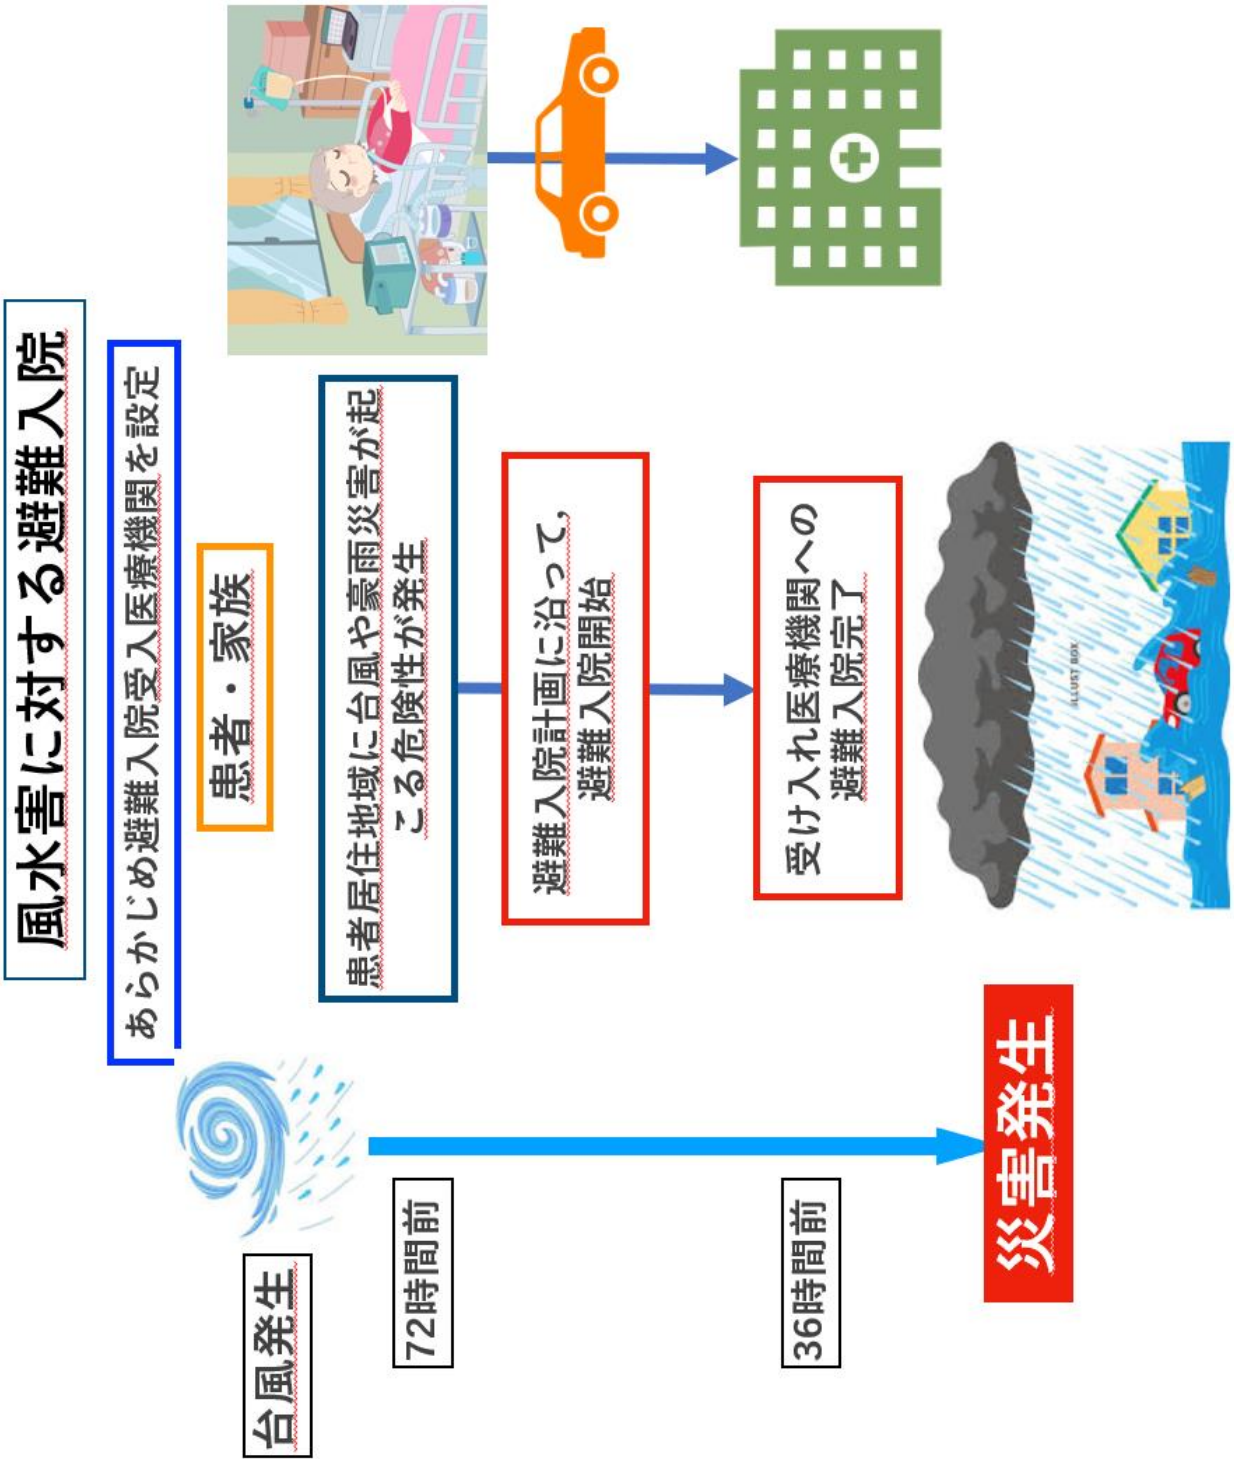 風水害に対する避難入院
あらかじめ避難入院受入医療機関を設定
台風発生
患者・家族
72時間前
患者居住地域に台風や豪雨災害が起
こる危険性が発生
避難入院計画に沿って，
避難入院開始
36時間前
受け入れ医療機関への
避難入院完了
災害発生
ILLUST BOX